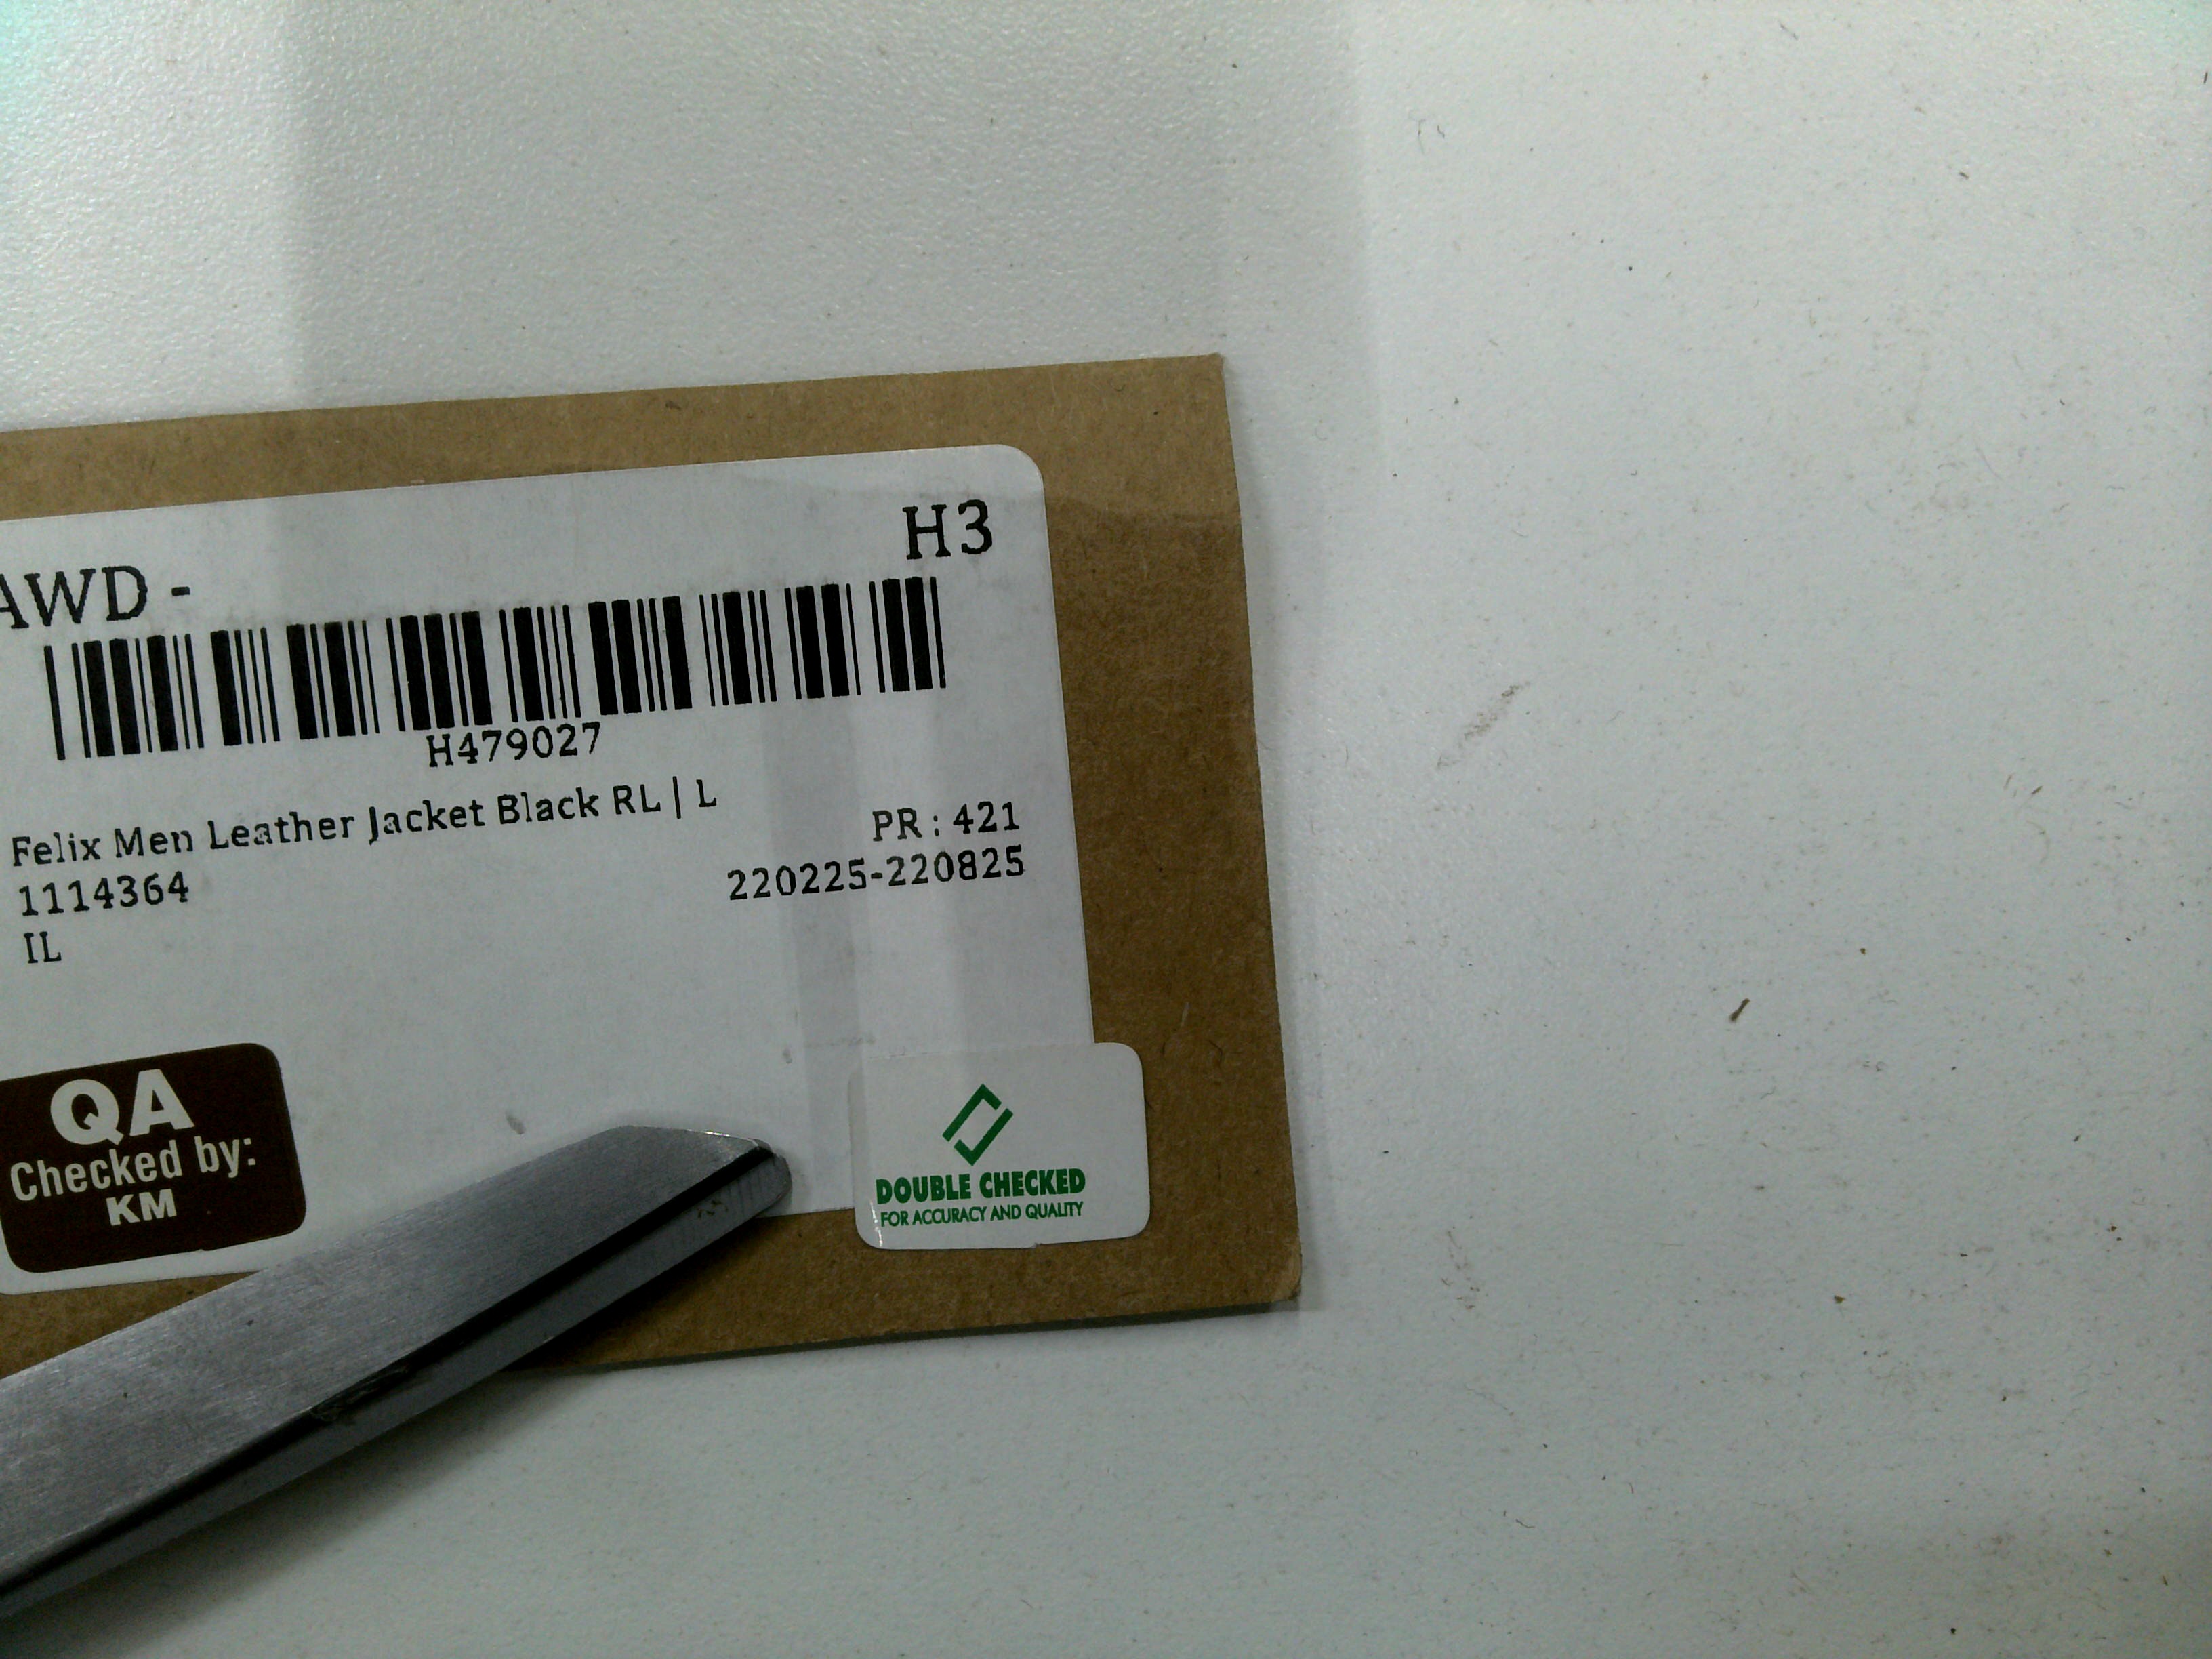 AWD - H3
H479027
Felix Men Leather Jacket Black RL | L
PR : 421
1114364
220225-220825
IL
QA
Checked by:
KM
DOUBLE CHECKED
FOR ACCURACY AND QUALITY